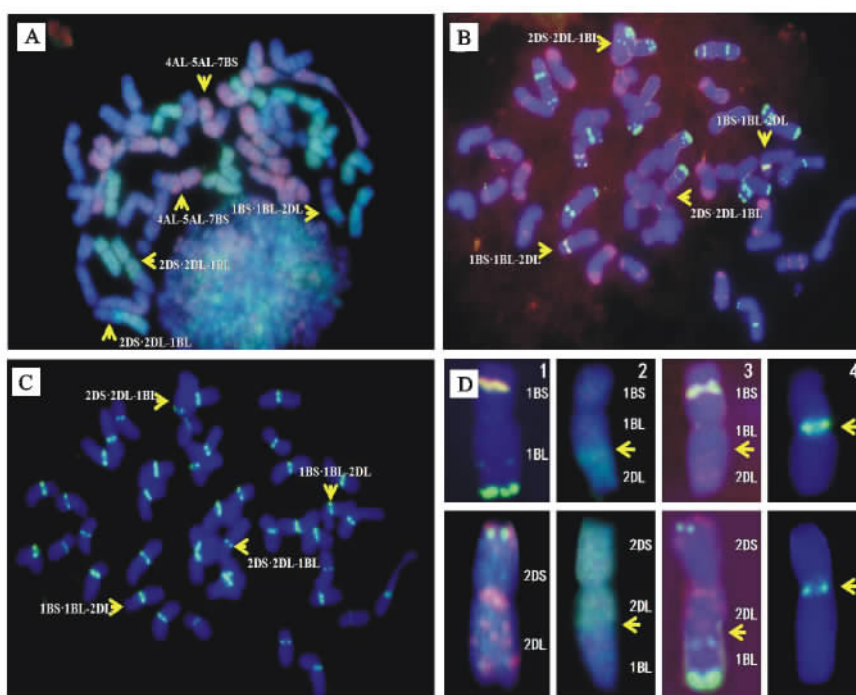 A
4AL-5AL-7BS
4AL-5AL-7BS
1BS·1BL-2DL
2DS·2DL-1BL
2DS·2DL-1BL
B
2DS·2DL-1BL
1BS·1BL-2DL
2DS·2DL-1BL
1BS·1BL-2DL
C
2DS·2DL-1BL
1BS·1BL-2DL
2DS·2DL-1BL
1BS·1BL-2DL
D
1 2 3 4
1BS 1BS 1BS
1BL 1BL
1BL 2DL 2DL
2DS 2DS 2DS
2DL 2DL
2DL 1BL 1BL